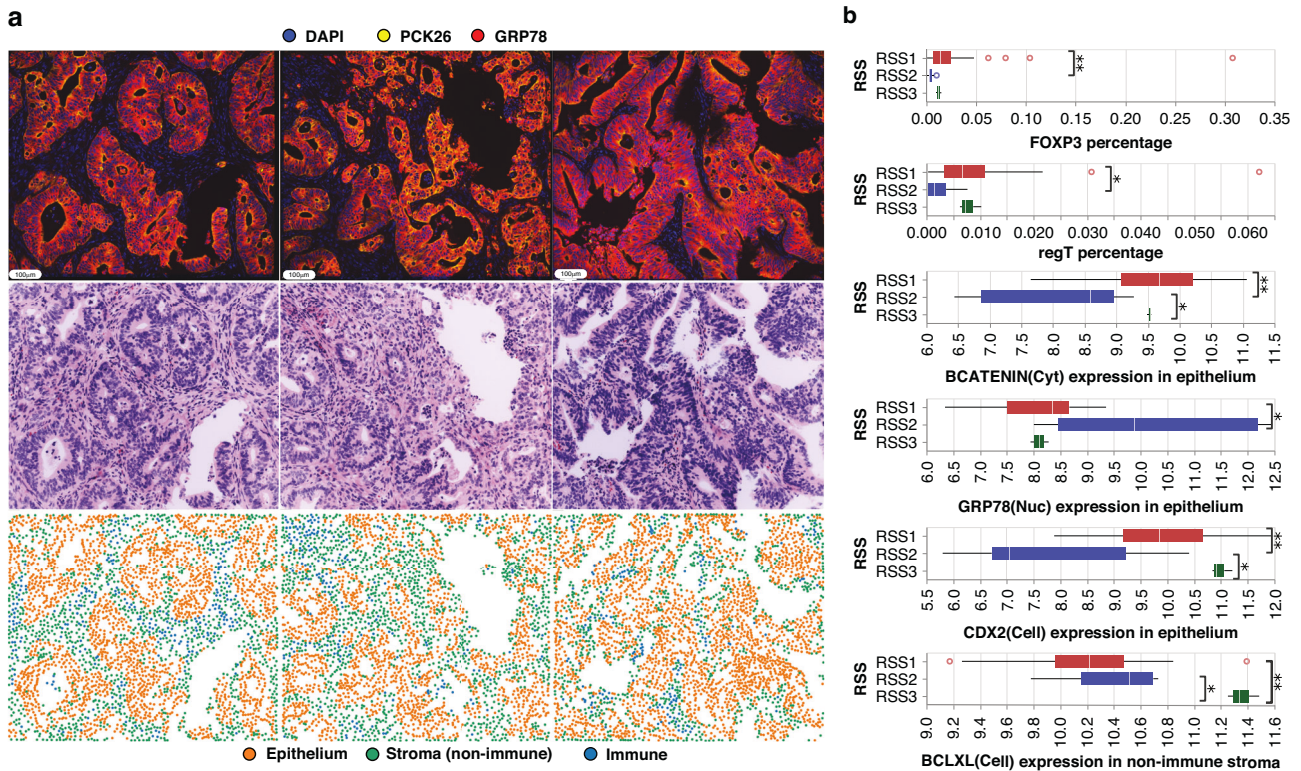 a
DAPI PCK26 GRP78
100μm 100μm 100μm
Epithelium Stroma (non-immune) Immune
b
RSS
RSS1
RSS2
RSS3
**
0.00 0.05 0.10 0.15 0.20 0.25 0.30 0.35
FOXP3 percentage
RSS
RSS1
RSS2
RSS3
*
0.000 0.010 0.020 0.030 0.040 0.050 0.060
regT percentage
RSS
RSS1
RSS2
RSS3
**
*
6.0 6.5 7.0 7.5 8.0 8.5 9.0 9.5 10.0 10.5 11.0 11.5
BCATENIN(Cyt) expression in epithelium
RSS
RSS1
RSS2
RSS3
*
6.0 6.5 7.0 7.5 8.0 8.5 9.0 9.5 10.0 10.5 11.0 11.5 12.0 12.5
GRP78(Nuc) expression in epithelium
RSS
RSS1
RSS2
RSS3
**
*
5.5 6.0 6.5 7.0 7.5 8.0 8.5 9.0 9.5 10.0 10.5 11.0 11.5 12.0
CDX2(Cell) expression in epithelium
RSS
RSS1
RSS2
RSS3
*
**
9.0 9.2 9.4 9.6 9.8 10.0 10.2 10.4 10.6 10.8 11.0 11.2 11.4 11.6
BCLXL(Cell) expression in non-immune stroma